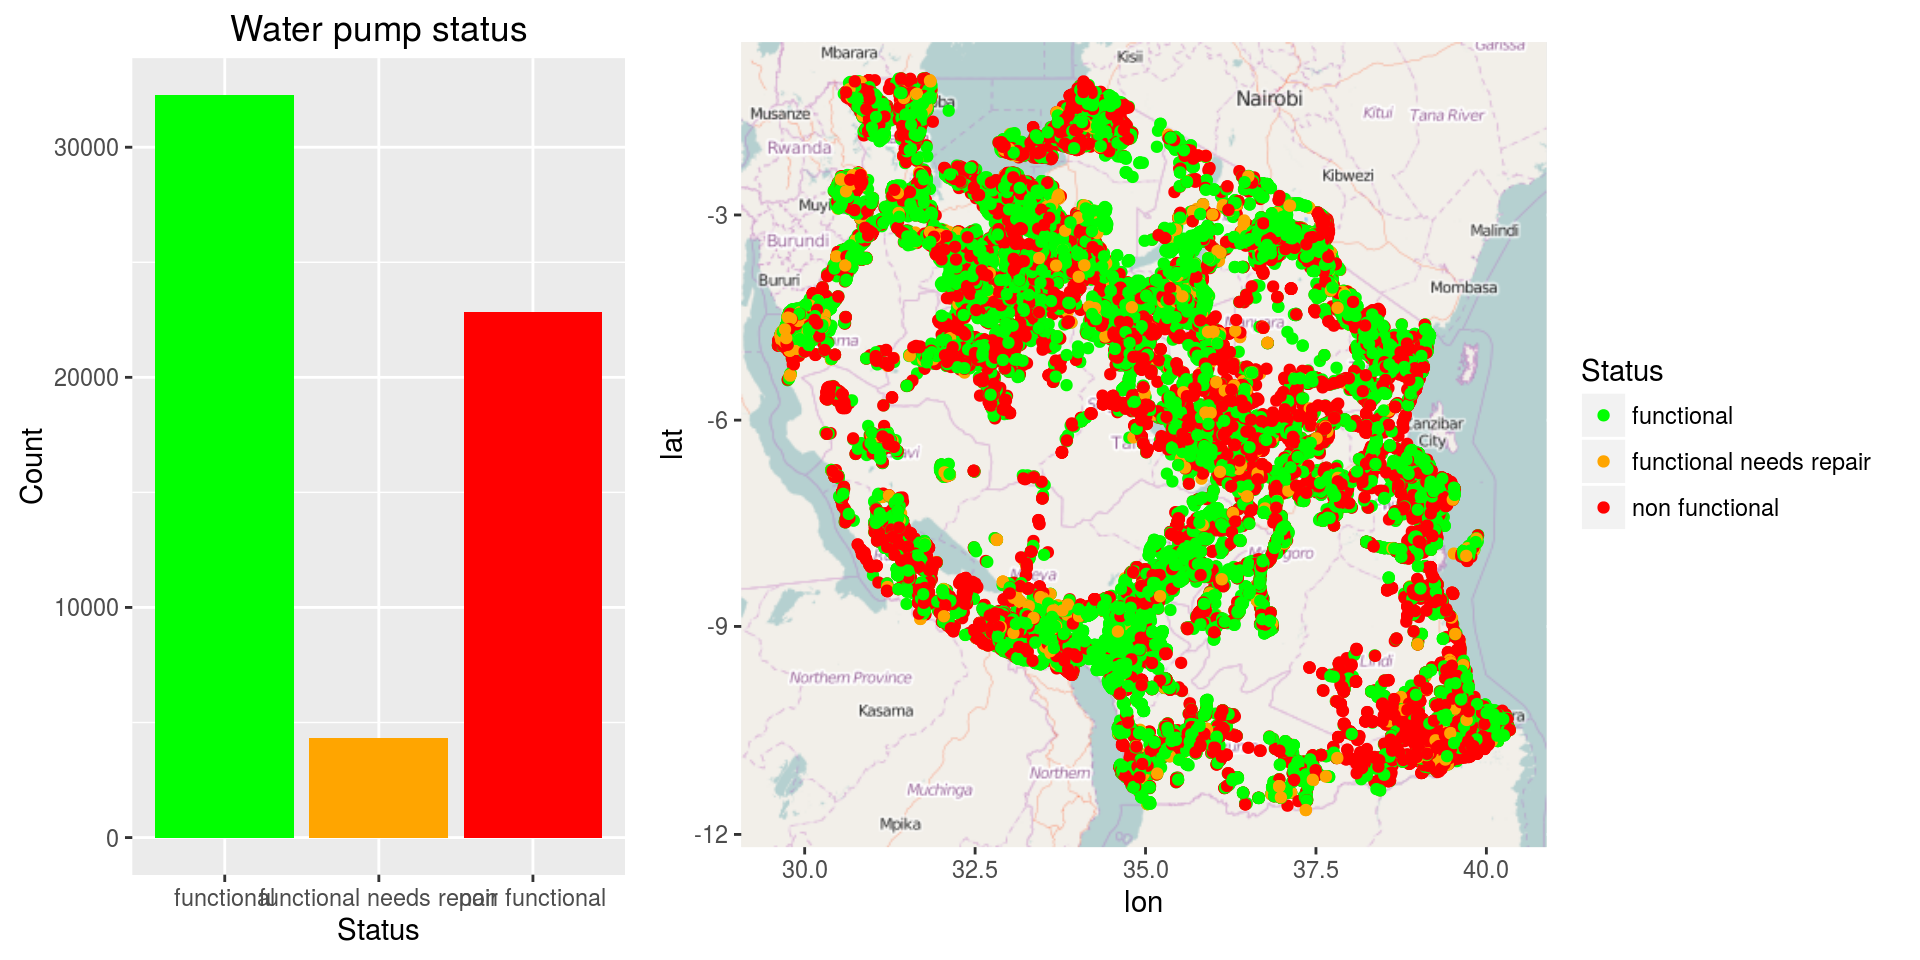 Water pump status
Count
30000
20000
10000
0
functional
functional needs repair
non functional
Status
lat
-3
-6
-9
-12
Mbarara
Kisii
Garissa
Musanze
Nairobi
Kitui
Tana River
Rwanda
Kibwezi
Muyi
Burundi
Malindi
Bururi
Mombasa
anzibar
City
Northern Province
Kasama
Lindi
Northern
Muchinga
Mpika
30.0
32.5
35.0
37.5
40.0
lon
Status
functional
functional needs repair
non functional